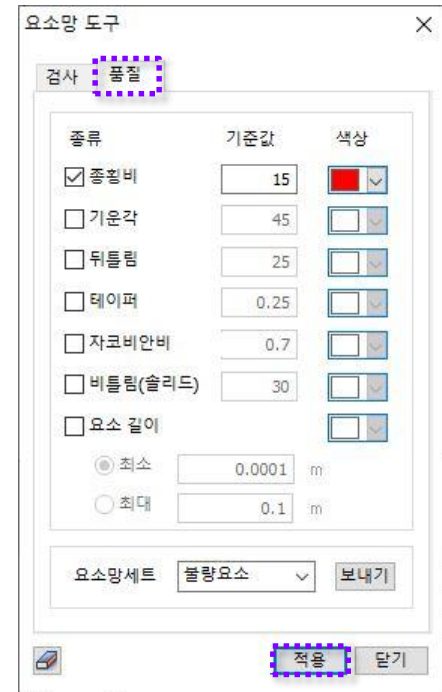 요소망 도구
검사 품질
종류 기준값 색상
종횡비 15
기운각 45
뒤틀림 25
테이퍼 0.25
자코비안비 0.7
비틀림(솔리드) 30
요소 길이
최소 0.0001 m
최대 0.1 m
요소망세트 불량요소 보내기
적용 닫기